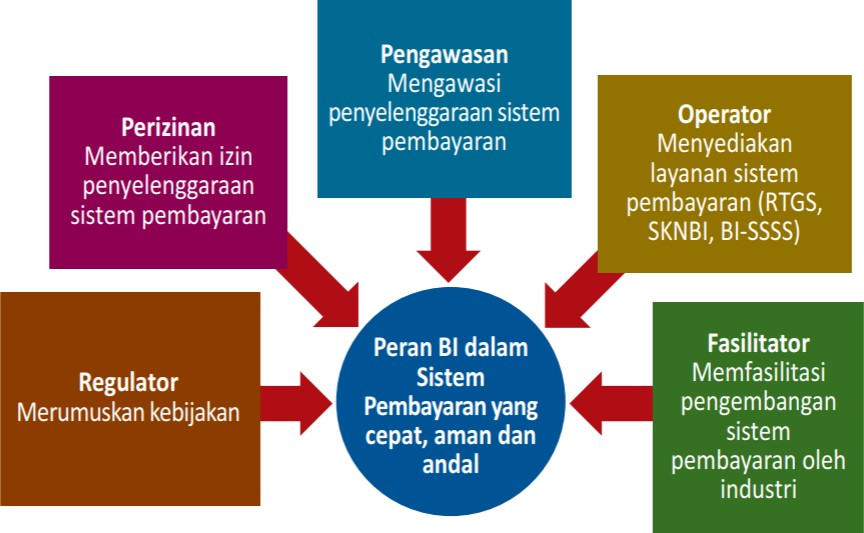 Pengawasan
Mengawasi
penyelenggaraan sistem
pembayaran
Perizinan
Memberikan izin
penyelenggaraan
sistem pembayaran
Operator
Menyediakan
layanan sistem
pembayaran (RTGS,
SKNBI, BI-SSSS)
Regulator
Merumuskan kebijakan
Peran BI dalam
Sistem
Pembayaran yang
cepat, aman dan
andal
Fasilitator
Memfasilitasi
pengembangan
sistem
pembayaran oleh
industri